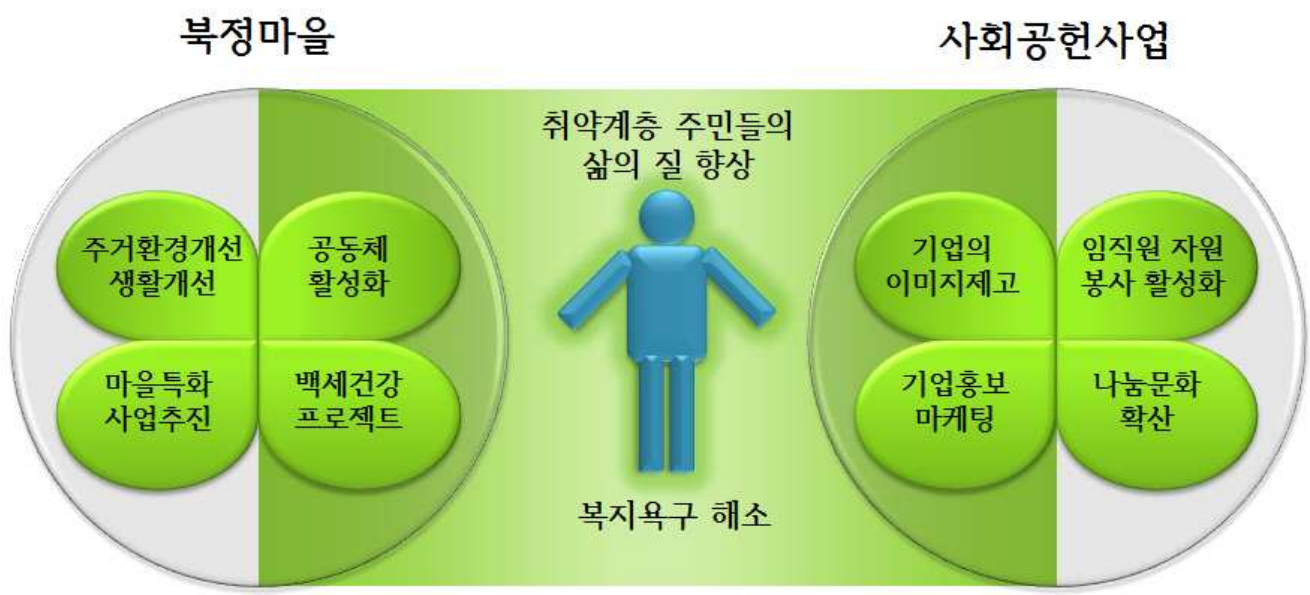 북정마을
사회공헌사업
취약계층 주민들의
삶의 질 향상
주거환경개선
생활개선
공동체
활성화
마을특화
사업추진
백세건강
프로젝트
기업의
이미지제고
임직원 자원
봉사 활성화
기업홍보
마케팅
나눔문화
확산
복지욕구 해소